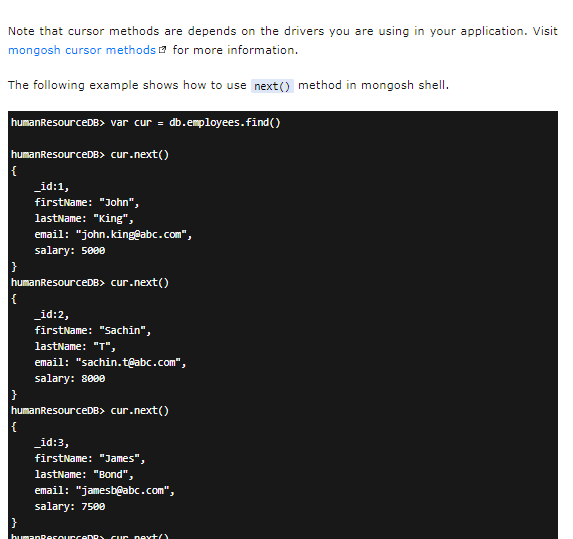 Note that cursor methods are depends on the drivers you are using in your application. Visit
mongosh cursor methods for more information.
The following example shows how to use next() method in mongosh shell.
humanResourceDB> var cur = db.employees.find()
humanResourceDB> cur.next()
{
_id:1,
firstName: "John",
lastName: "King",
email: "john.king@abc.com",
salary: 5000
}
humanResourceDB> cur.next()
{
_id:2,
firstName: "Sachin",
lastName: "T",
email: "sachin.t@abc.com",
salary: 8000
}
humanResourceDB> cur.next()
{
_id:3,
firstName: "James",
lastName: "Bond",
email: "jamesb@abc.com",
salary: 7500
}
humanResourceDB> cur.next()